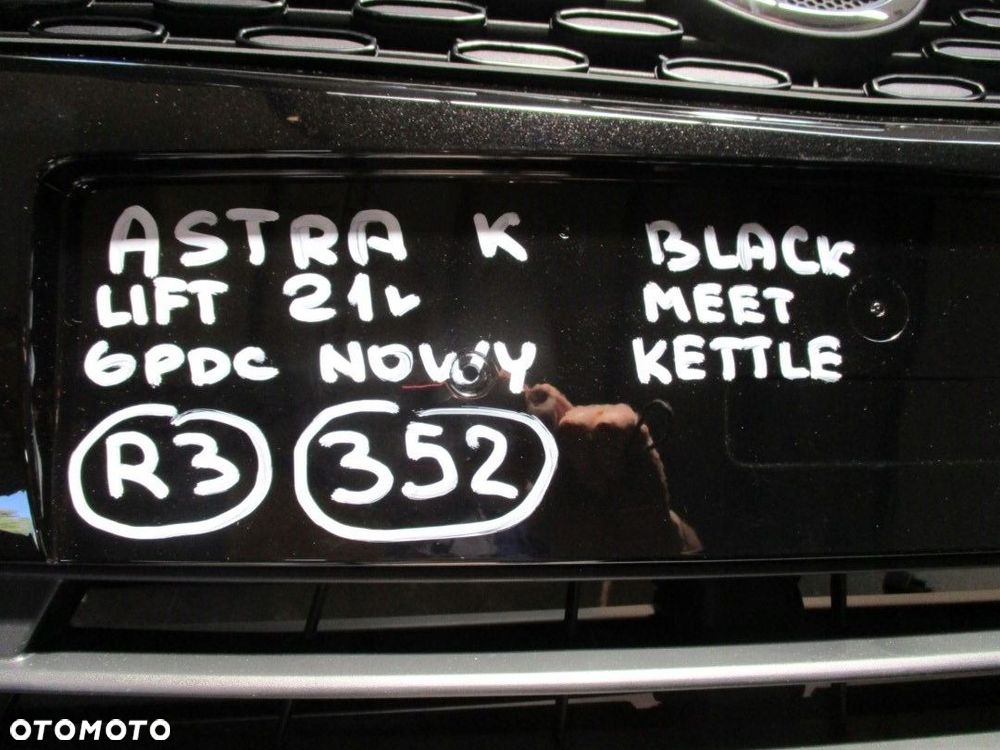 ASTRA K
LIFT 21r
6PDC NOWY
R3 352
BLACK
MEET
KETTLE
OTOMOTO